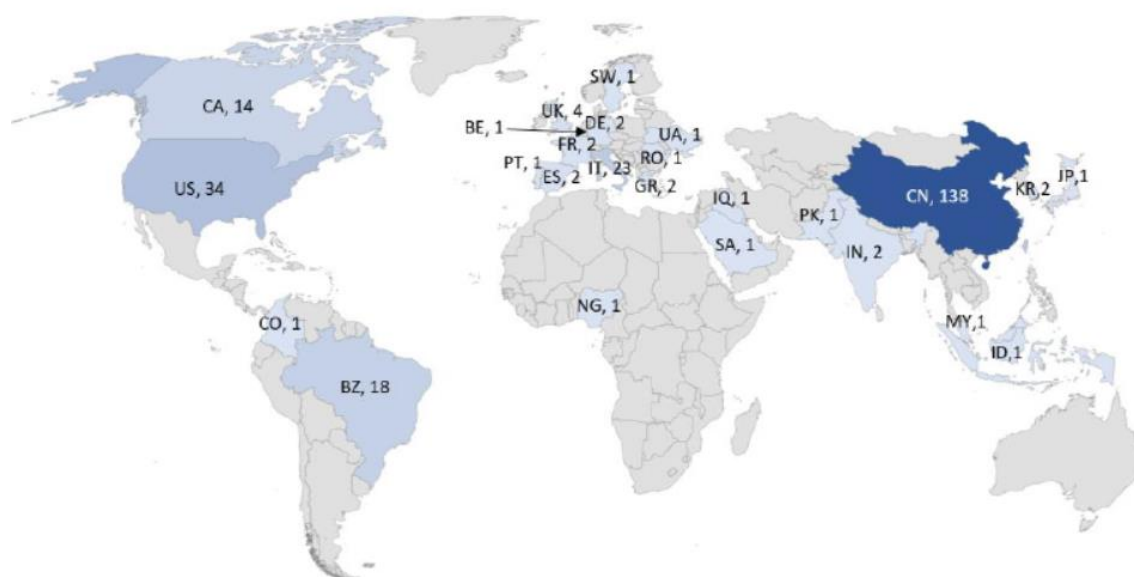 SW, 1
CA, 14
UK, 4
DE, 2
BE, 1
UA, 1
FR, 2
PT, 1
RO, 1
IT, 23
ES, 2
GR, 2
US, 34
JP,1
KR,2
CN, 138
IQ, 1
PK, 1
SA, 1
IN, 2
NG, 1
CO, 1
MY,1
ID,1
BZ, 18